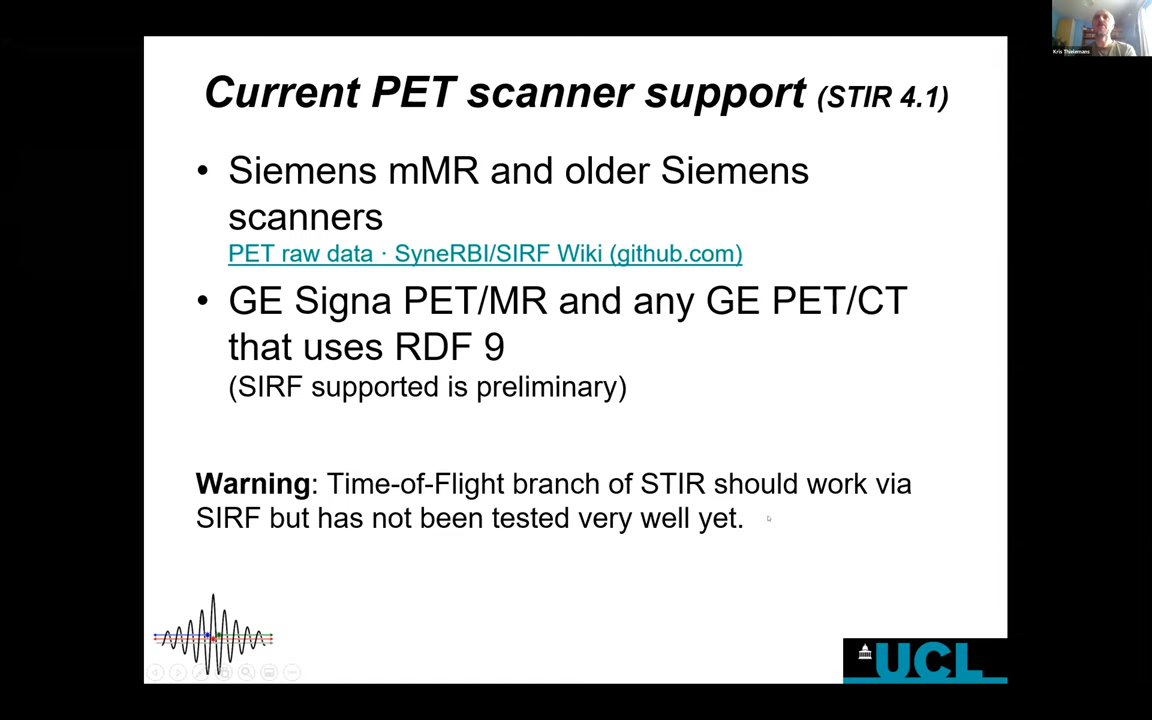 Kris Thielemans
Current PET scanner support (STIR 4.1)
• Siemens mMR and older Siemens
scanners
PET raw data · SyneRBI/SIRF Wiki (github.com)
• GE Signa PET/MR and any GE PET/CT
that uses RDF 9
(SIRF supported is preliminary)
Warning: Time-of-Flight branch of STIR should work via
SIRF but has not been tested very well yet.
UCL